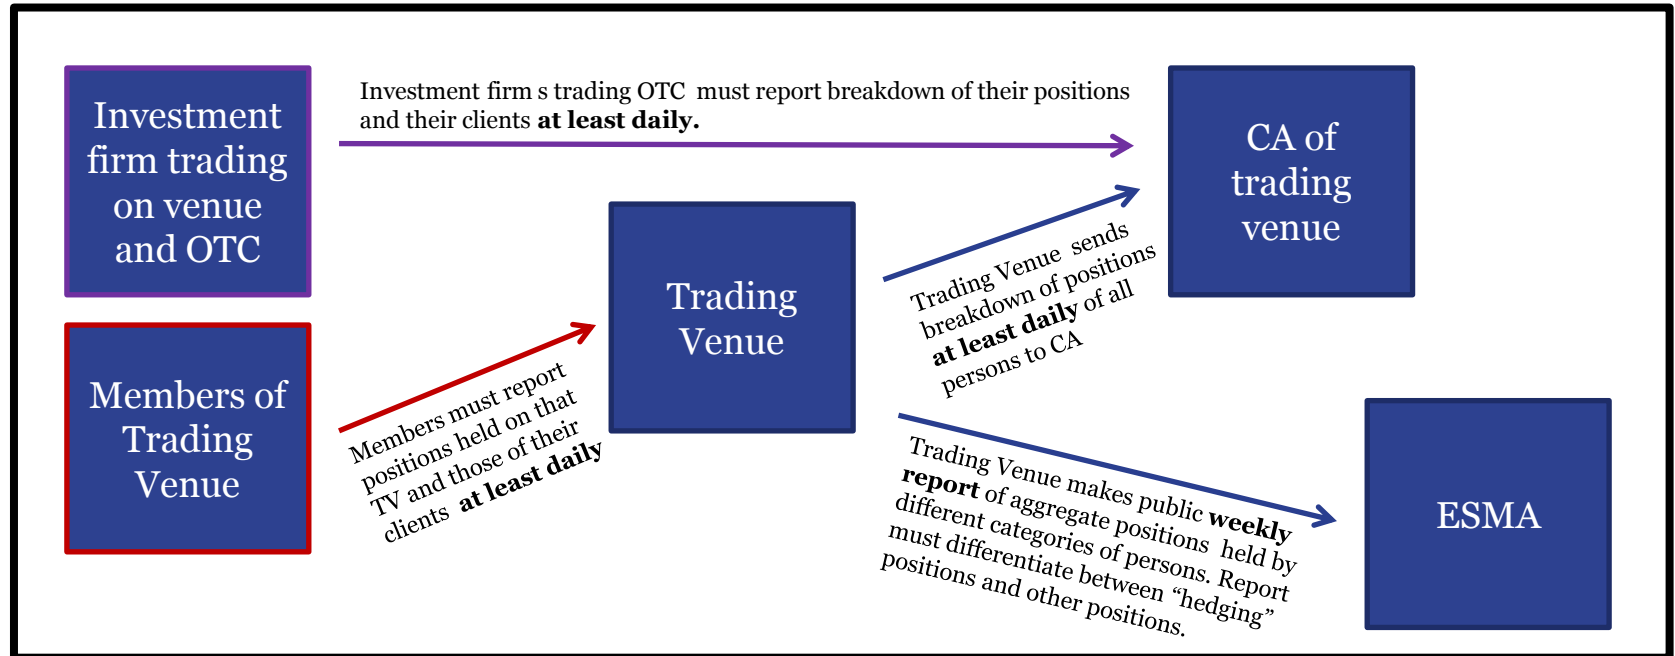 Investment
firm trading
on venue
and OTC
Investment firm s trading OTC must report breakdown of their positions
and their clients at least daily.
CA of
trading
venue
Trading
Venue
Trading Venue sends
breakdown of positions
at least daily of all
persons to CA
Members of
Trading
Venue
Members must report
positions held on that
TV and those of their
clients at least daily
Trading Venue makes public weekly
report of aggregate positions held by
different categories of persons. Report
must differentiate between “hedging”
positions and other positions.
ESMA